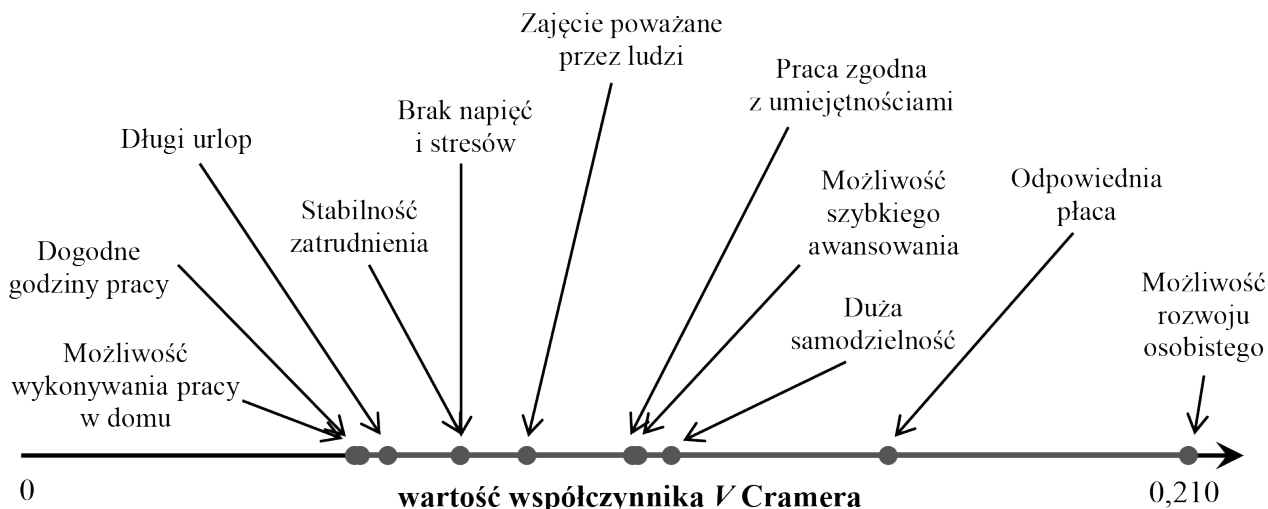 Zajęcie poważane
przez ludzi
Praca zgodna
z umiejętnościami
Brak napięć
i stresów
Długi urlop
Możliwość
szybkiego
awansowania
Odpowiednia
płaca
Stabilność
zatrudnienia
Dogodne
godziny pracy
Możliwość
rozwoju
osobistego
Duża
samodzielność
Możliwość
wykonywania pracy
w domu
0
wartość współczynnika V Cramera
0,210